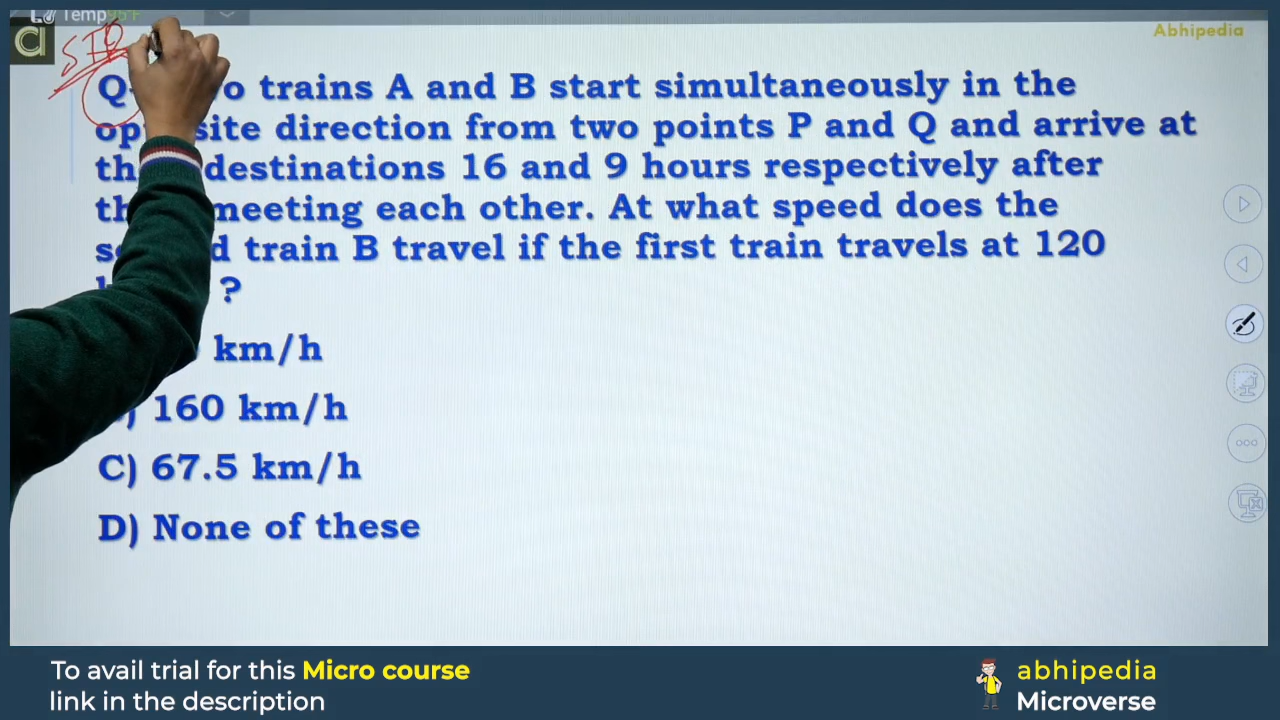 Temp 96°F
Abhipedia
a
STQ
Q trains A and B start simultaneously in the
direction from two points P and Q and arrive at
destinations 16 and 9 hours respectively after
meeting each other. At what speed does the
train B travel if the first train travels at 120
?
km/h
160 km/h
C) 67.5 km/h
D) None of these
To avail trial for this Micro course
link in the description
abhipedia
Microverse